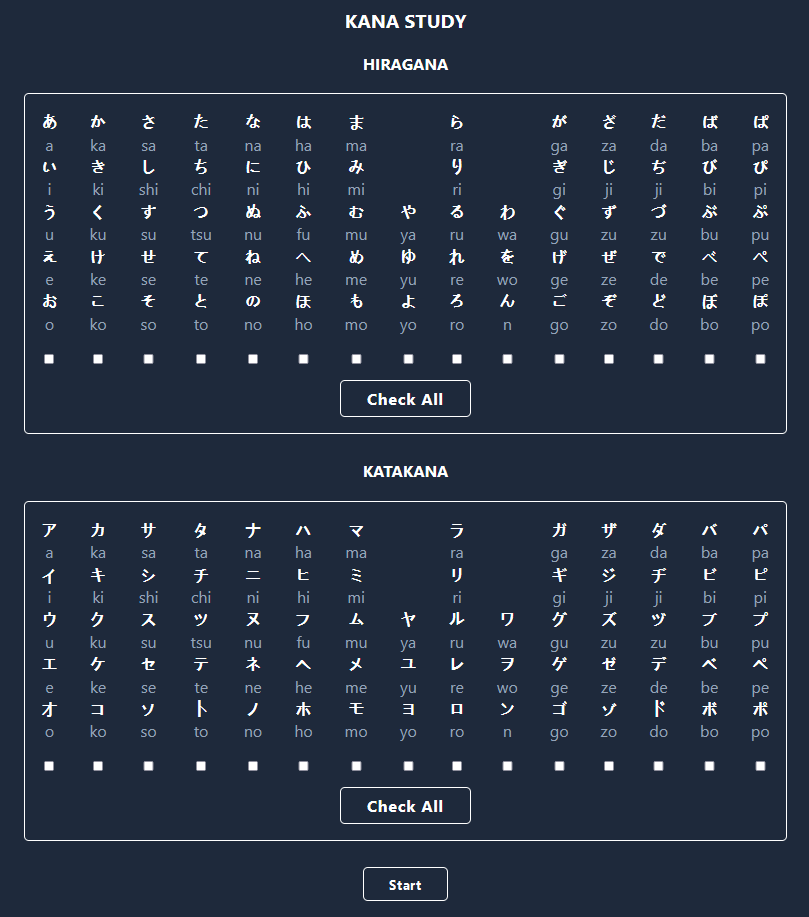 KANA STUDY
HIRAGANA
あ か さ た な は ま ら が ざ だ ば ぱ
a ka sa ta na ha ma ra ga za da ba pa
い き し ち に ひ み り ぎ じ ぢ び ぴ
i ki shi chi ni hi mi ri gi ji ji bi pi
う く す つ ぬ ふ む や る わ ぐ ず づ ぶ ぷ
u ku su tsu nu fu mu ya ru wa gu zu zu bu pu
え け せ て ね へ め ゆ れ を げ ぜ で べ ぺ
e ke se te ne he me yu re wo ge ze de be pe
お こ そ と の ほ も よ ろ ん ご ぞ ど ぼ ぽ
o ko so to no ho mo yo ro n go zo do bo po
Check All
KATAKANA
ア カ サ タ ナ ハ マ ラ ガ ザ ダ バ パ
a ka sa ta na ha ma ra ga za da ba pa
イ キ シ チ ニ ヒ ミ リ ギ ジ ヂ ビ ピ
i ki shi chi ni hi mi ri gi ji ji bi pi
ウ ク ス ツ ヌ フ ム ヤ ル ワ グ ズ ヅ ブ プ
u ku su tsu nu fu mu ya ru wa gu zu zu bu pu
エ ケ セ テ ネ ヘ メ ユ レ ヲ ゲ ゼ デ ベ ペ
e ke se te ne he me yu re wo ge ze de be pe
オ コ ソ ト ノ ホ モ ヨ ロ ン ゴ ゾ ド ボ ポ
o ko so to no ho mo yo ro n go zo do bo po
Check All
Start